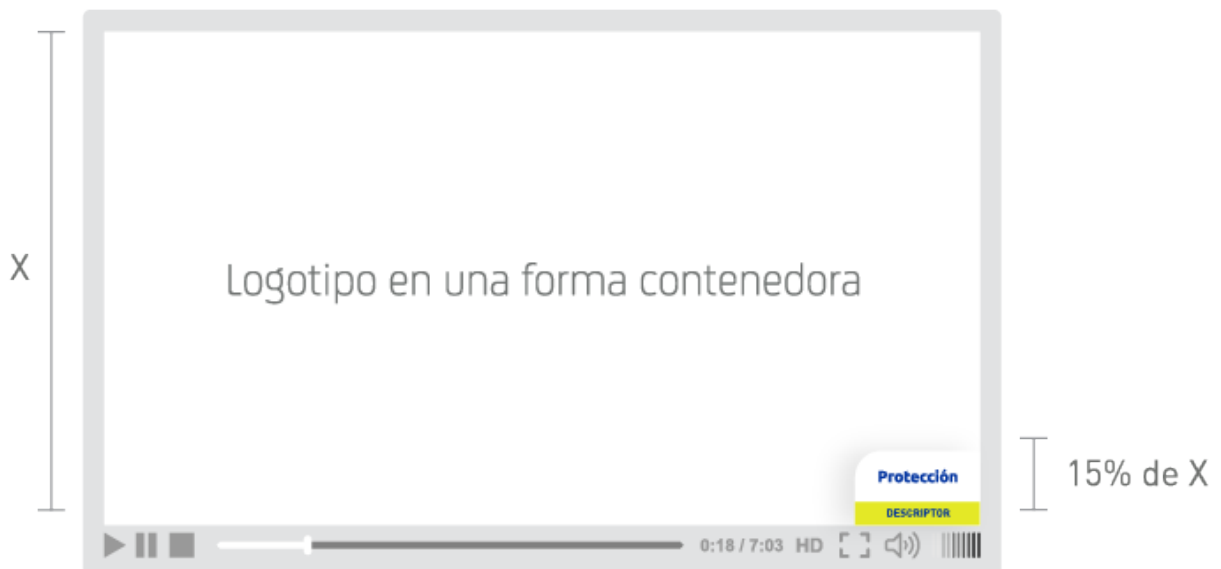 X
Logotipo en una forma contenedora
Protección
DESCRIPTOR
15% de X
0:18 / 7:03 HD